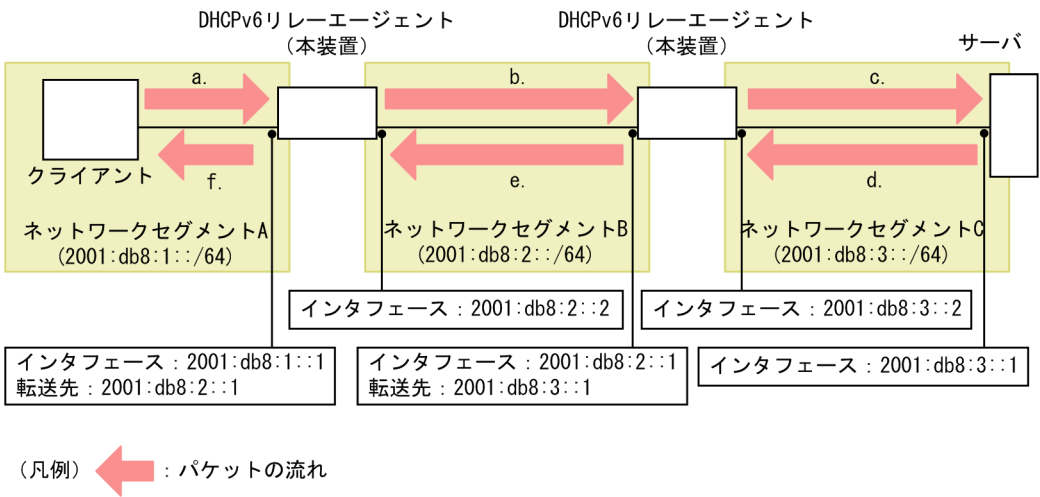 DHCPv6リレーエージェント
（本装置）
DHCPv6リレーエージェント
（本装置）
サーバ
a.
b.
c.
クライアント
f.
e.
d.
ネットワークセグメントA
(2001:db8:1::/64)
ネットワークセグメントB
(2001:db8:2::/64)
ネットワークセグメントC
(2001:db8:3::/64)
インタフェース：2001:db8:2::2
インタフェース：2001:db8:3::2
インタフェース：2001:db8:1::1
転送先：2001:db8:2::1
インタフェース：2001:db8:2::1
転送先：2001:db8:3::1
インタフェース：2001:db8:3::1
（凡例）
：パケットの流れ